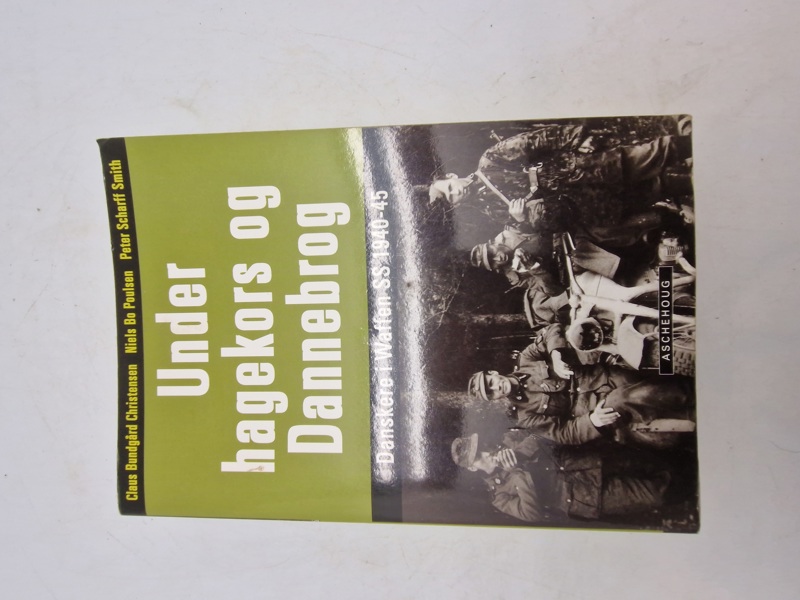 Claus Bundgård Christensen Niels Bo Poulsen Peter Scharff Smith
Under
hagekors og
Dannebrog
Danskere i Waffen SS 1940-45
ASCHEHOUG